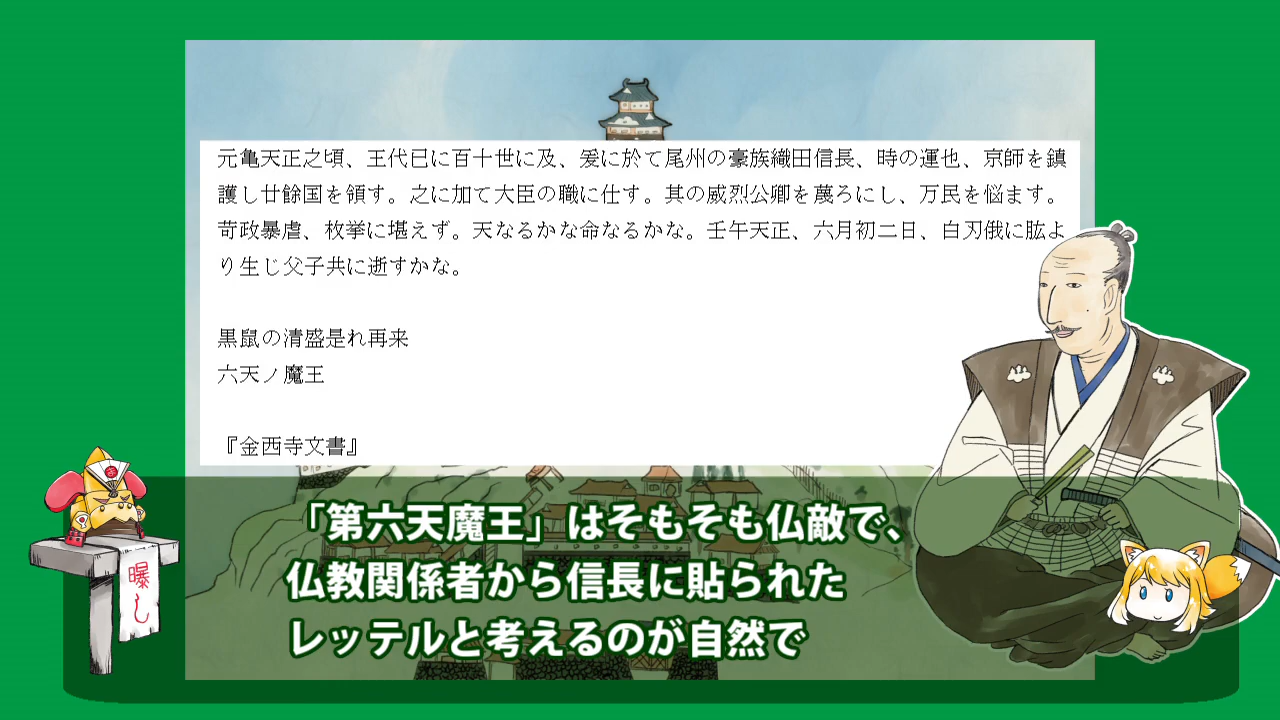 元亀天正之頃、王代已に百十世に及、爰に於て尾州の豪族織田信長、時の運也、京師を鎮
護し廿餘国を領す。之に加て大臣の職に仕す。其の威烈公卿を蔑ろにし、万民を悩ます。
苛政暴虐、枚挙に堪えず。天なるかな命なるかな。壬午天正、六月初二日、白刃俄に肱よ
り生じ父子共に逝すかな。
黒鼠の清盛是れ再来
六天ノ魔王
『金西寺文書』
曝し
「第六天魔王」はそもそも仏敵で、
仏教関係者から信長に貼られた
レッテルと考えるのが自然で